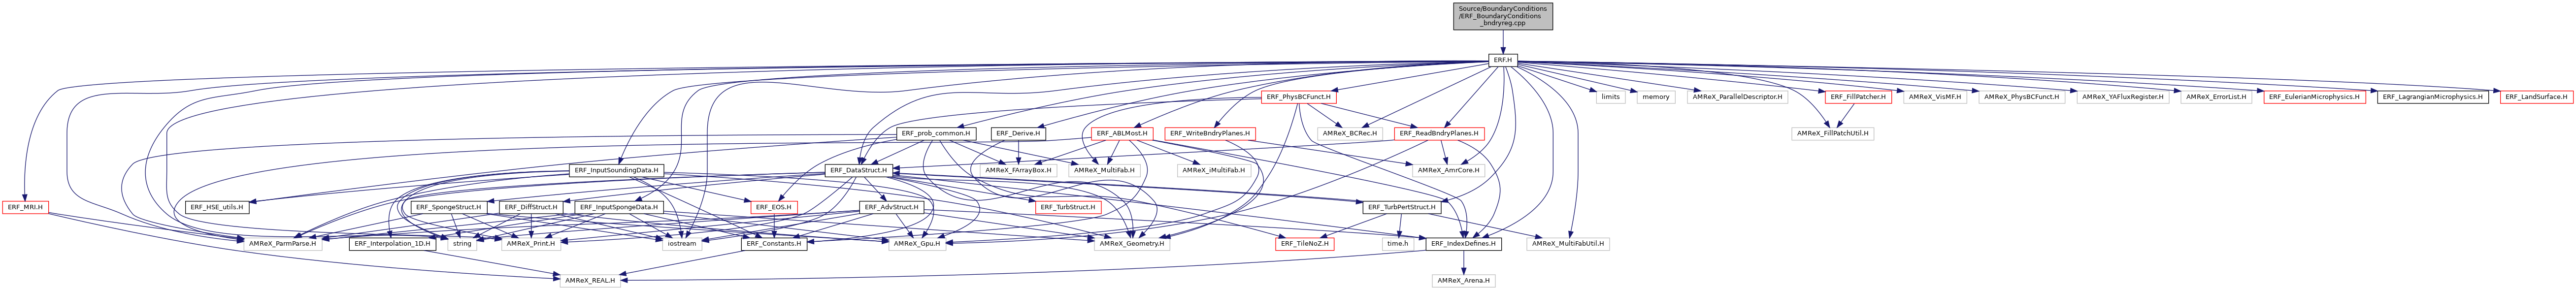 Source/BoundaryConditions
/ERF_BoundaryConditions
_bndryreg.cpp
ERF.H
ERF_PhysBCFunct.H
limits
memory
AMReX_ParallelDescriptor.H
ERF_FillPatcher.H
AMReX_VisMF.H
AMReX_PhysBCFunct.H
AMReX_YAFluxRegister.H
AMReX_ErrorList.H
ERF_EulerianMicrophysics.H
ERF_LagrangianMicrophysics.H
ERF_LandSurface.H
ERF_prob_common.H
ERF_Derive.H
ERF_ABLMost.H
ERF_WriteBndryPlanes.H
AMReX_BCRec.H
ERF_ReadBndryPlanes.H
AMReX_FillPatchUtil.H
ERF_InputSoundingData.H
ERF_DataStruct.H
AMReX_FArrayBox.H
AMReX_MultiFab.H
AMReX_iMultiFab.H
AMReX_AmrCore.H
ERF_MRI.H
ERF_HSE_utils.H
ERF_SpongeStruct.H
ERF_DiffStruct.H
ERF_InputSpongeData.H
ERF_EOS.H
ERF_AdvStruct.H
ERF_TurbStruct.H
ERF_TurbPertStruct.H
AMReX_ParmParse.H
ERF_Interpolation_1D.H
string
AMReX_Print.H
iostream
ERF_Constants.H
AMReX_Gpu.H
AMReX_Geometry.H
ERF_TileNoZ.H
time.h
ERF_IndexDefines.H
AMReX_MultiFabUtil.H
AMReX_REAL.H
AMReX_Arena.H